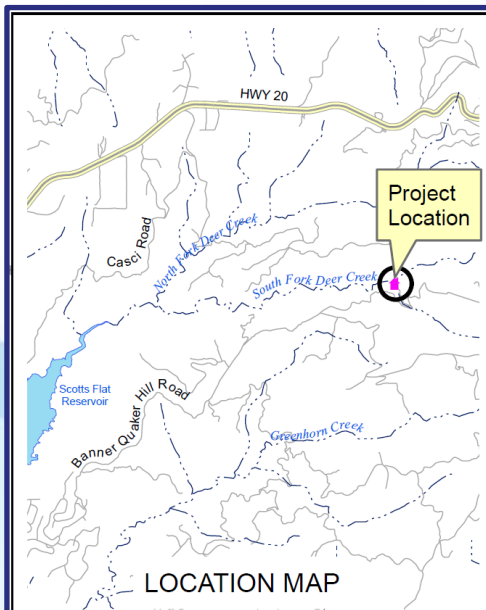 HWY 20
Project
Location
Casci Road
North Fork Deer Creek
South Fork Deer Creek
Scotts Flat
Reservoir
Banner Quaker Hill Road
Greenhorn Creek
LOCATION MAP